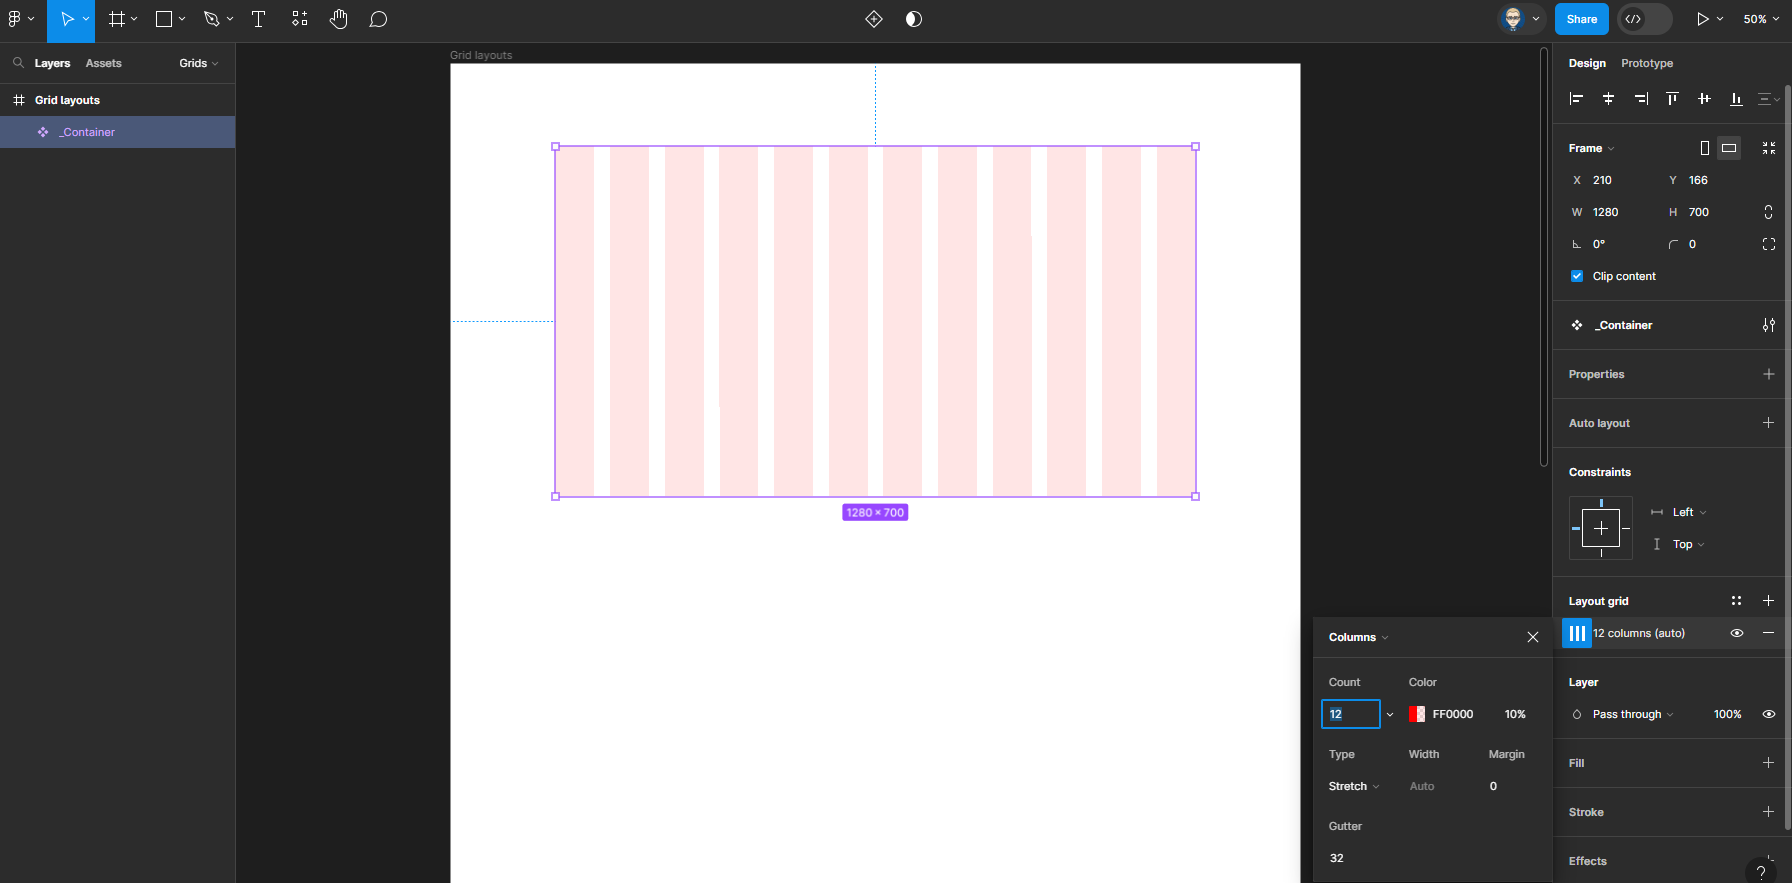 Share
50%
Layers Assets Grids
Grid layouts
_Container
Grid layouts
1280 × 700
Design Prototype
Frame
X 210 Y 166
W 1280 H 700
0° 0
Clip content
_Container
Properties
Auto layout
Constraints
Left
Top
Layout grid
12 columns (auto)
Layer
Pass through 100%
Fill
Stroke
Effects
?
Columns
Count Color
12 FF0000 10%
Type Width Margin
Stretch Auto 0
Gutter
32